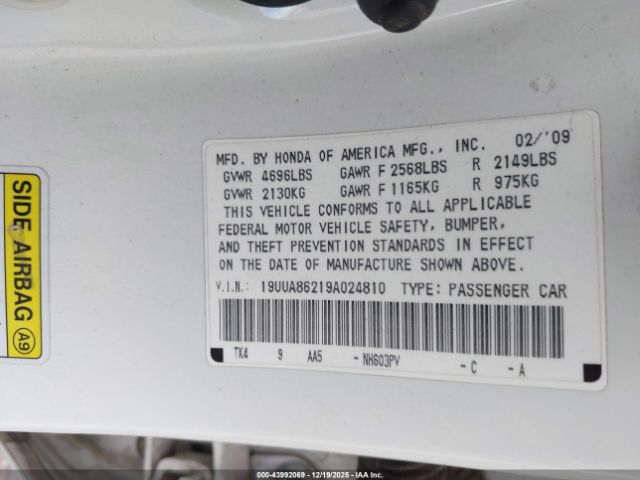 MFD. BY HONDA OF AMERICA MFG., INC. 02/'09
GVWR 4696LBS GAWR F 2568LBS R 2149LBS
GVWR 2130KG GAWR F 1165KG R 975KG
THIS VEHICLE CONFORMS TO ALL APPLICABLE
FEDERAL MOTOR VEHICLE SAFETY, BUMPER,
AND THEFT PREVENTION STANDARDS IN EFFECT
ON THE DATE OF MANUFACTURE SHOWN ABOVE.
V.I.N.: 19UUA86219A024810 TYPE: PASSENGER CAR
TK4 9 AA5 -NH603PV -C -A
SIDE AIRBAG A9
000-43992069 - 12/19/2025 - IAA Inc.